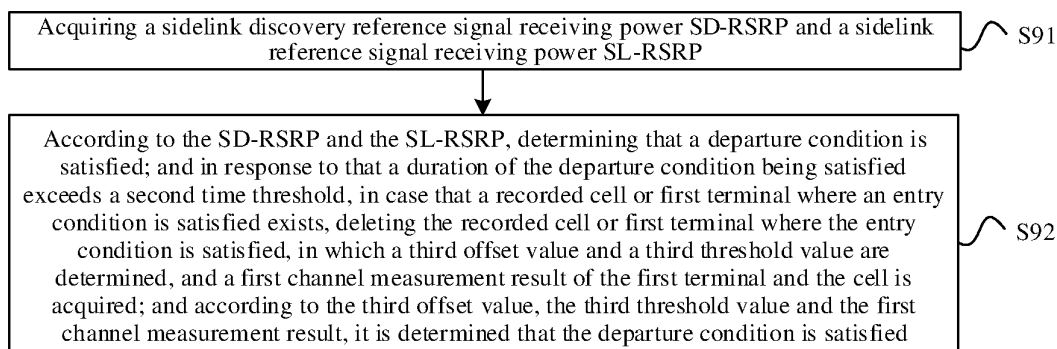 Acquiring a sidelink discovery reference signal receiving power SD-RSRP and a sidelink
reference signal receiving power SL-RSRP
S91
According to the SD-RSRP and the SL-RSRP, determining that a departure condition is
satisfied; and in response to that a duration of the departure condition being satisfied
exceeds a second time threshold, in case that a recorded cell or first terminal where an entry
condition is satisfied exists, deleting the recorded cell or first terminal where the entry
condition is satisfied, in which a third offset value and a third threshold value are
determined, and a first channel measurement result of the first terminal and the cell is
acquired; and according to the third offset value, the third threshold value and the first
channel measurement result, it is determined that the departure condition is satisfied
S92